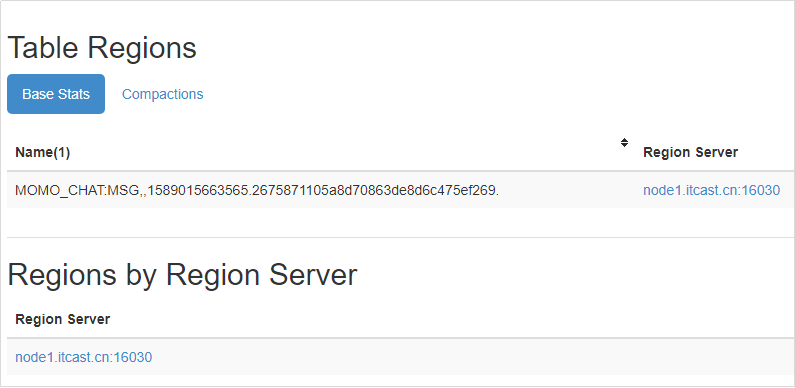 Table Regions
Base Stats Compactions
Name(1) Region Server
MOMO_CHAT:MSG,,1589015663565.2675871105a8d70863de8d6c475ef269. node1.itcast.cn:16030
Regions by Region Server
Region Server
node1.itcast.cn:16030